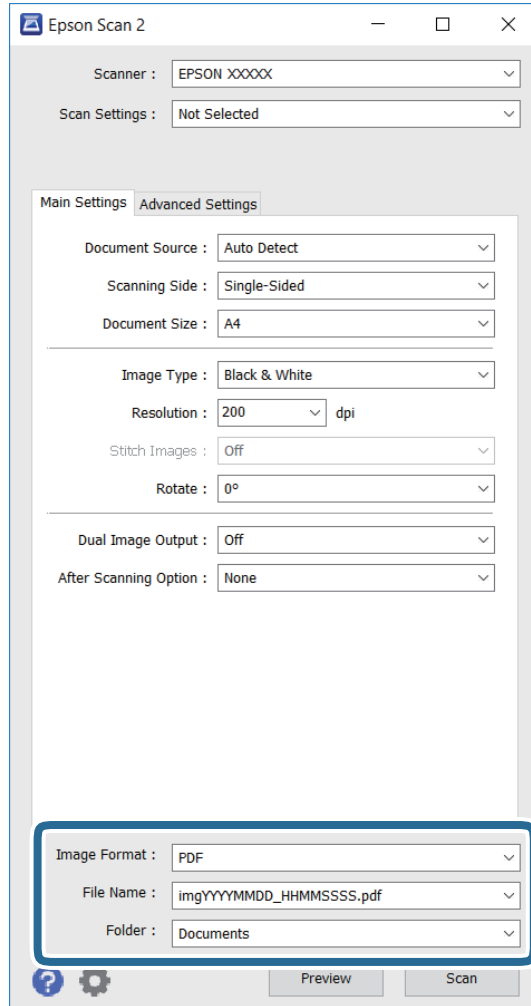 Epson Scan 2
Scanner : EPSON XXXXX
Scan Settings : Not Selected
Main Settings Advanced Settings
Document Source : Auto Detect
Scanning Side : Single-Sided
Document Size : A4
Image Type : Black & White
Resolution : 200 dpi
Stitch Images : Off
Rotate : 0°
Dual Image Output : Off
After Scanning Option : None
Image Format : PDF
File Name : imgYYYYMMDD_HHMMSSSS.pdf
Folder : Documents
? Preview Scan